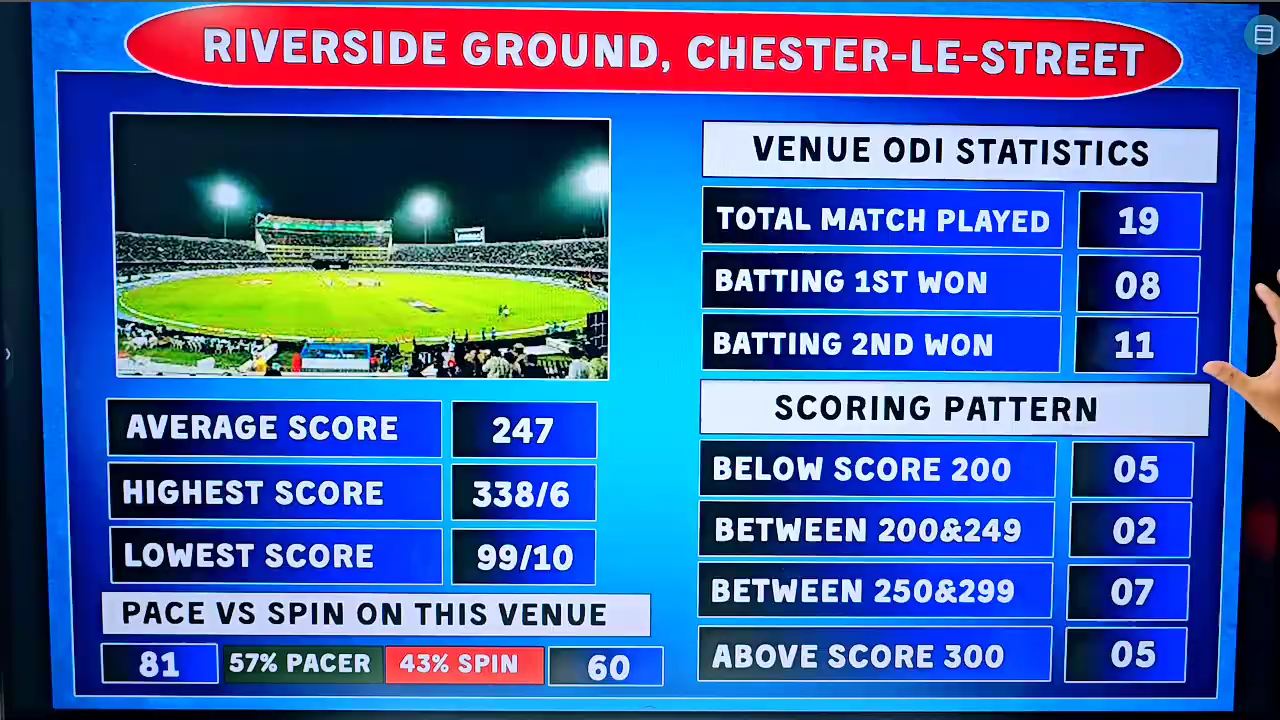 RIVERSIDE GROUND, CHESTER-LE-STREET
VENUE ODI STATISTICS
TOTAL MATCH PLAYED 19
BATTING 1ST WON 08
BATTING 2ND WON 11
SCORING PATTERN
BELOW SCORE 200 05
BETWEEN 200&249 02
BETWEEN 250&299 07
ABOVE SCORE 300 05
AVERAGE SCORE 247
HIGHEST SCORE 338/6
LOWEST SCORE 99/10
PACE VS SPIN ON THIS VENUE
81 57% PACER 43% SPIN 60